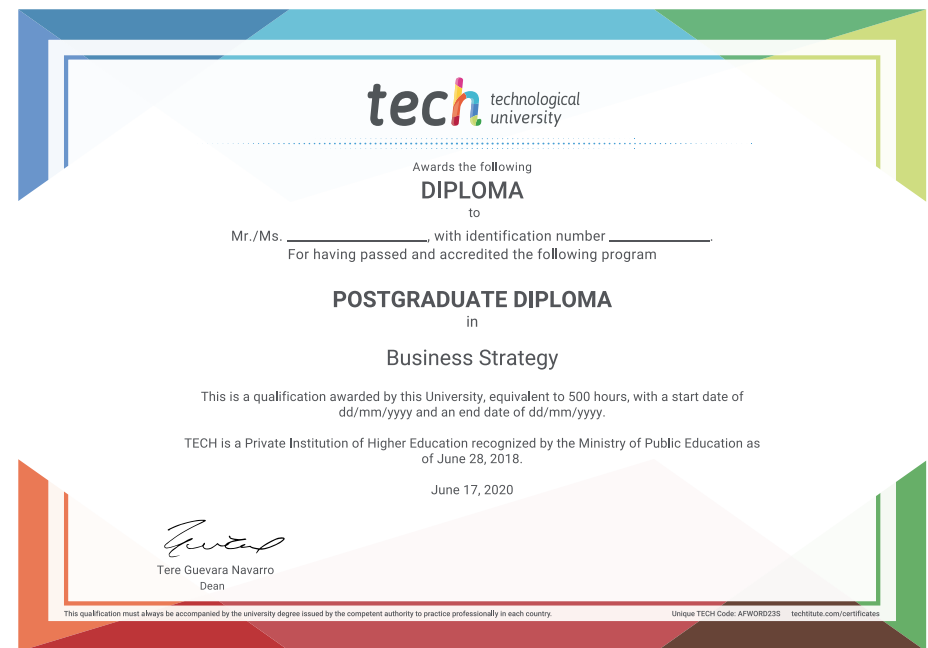 tech technological
university
Awards the following
DIPLOMA
to
Mr./Ms. ____________________, with identification number ______________.
For having passed and accredited the following program
POSTGRADUATE DIPLOMA
in
Business Strategy
This is a qualification awarded by this University, equivalent to 500 hours, with a start date of
dd/mm/yyyy and an end date of dd/mm/yyyy.
TECH is a Private Institution of Higher Education recognized by the Ministry of Public Education as
of June 28, 2018.
June 17, 2020
Tere Guevara Navarro
Dean
This qualification must always be accompanied by the university degree issued by the competent authority to practice professionally in each country. Unique TECH Code: AFWORD23S techtitute.com/certificates